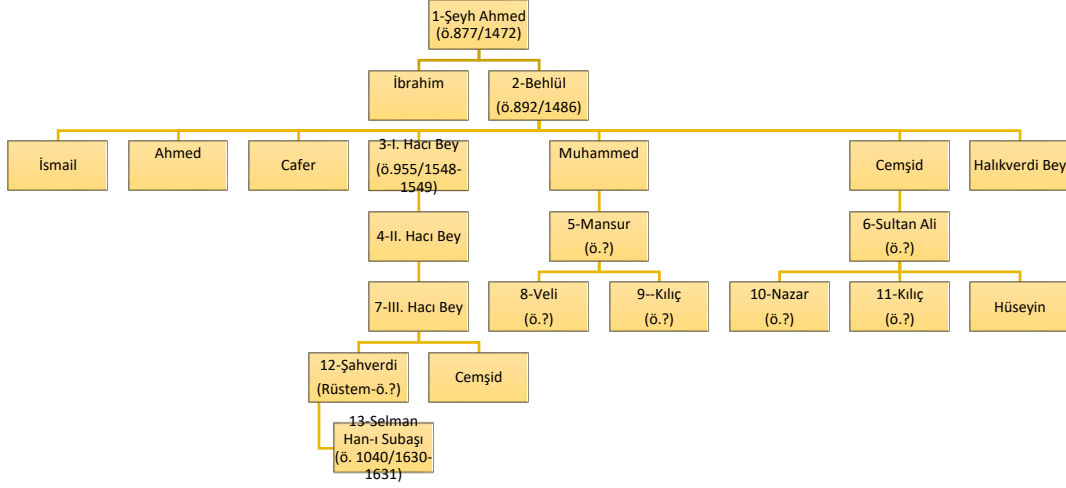 1-Şeyh Ahmed
(ö.877/1472)
İbrahim
2-Behlül
(ö.892/1486)
İsmail
Ahmed
Cafer
3-I. Hacı Bey
(ö.955/1548-
1549)
Muhammed
Cemşid
Halıkverdi Bey
4-II. Hacı Bey
5-Mansur
(ö.?)
6-Sultan Ali
(ö.?)
7-III. Hacı Bey
8-Veli
(ö.?)
9--Kılıç
(ö.?)
10-Nazar
(ö.?)
11-Kılıç
(ö.?)
Hüseyin
12-Şahverdi
(Rüstem-ö.?)
Cemşid
13-Selman
Han-ı Subaşı
(ö. 1040/1630-
1631)